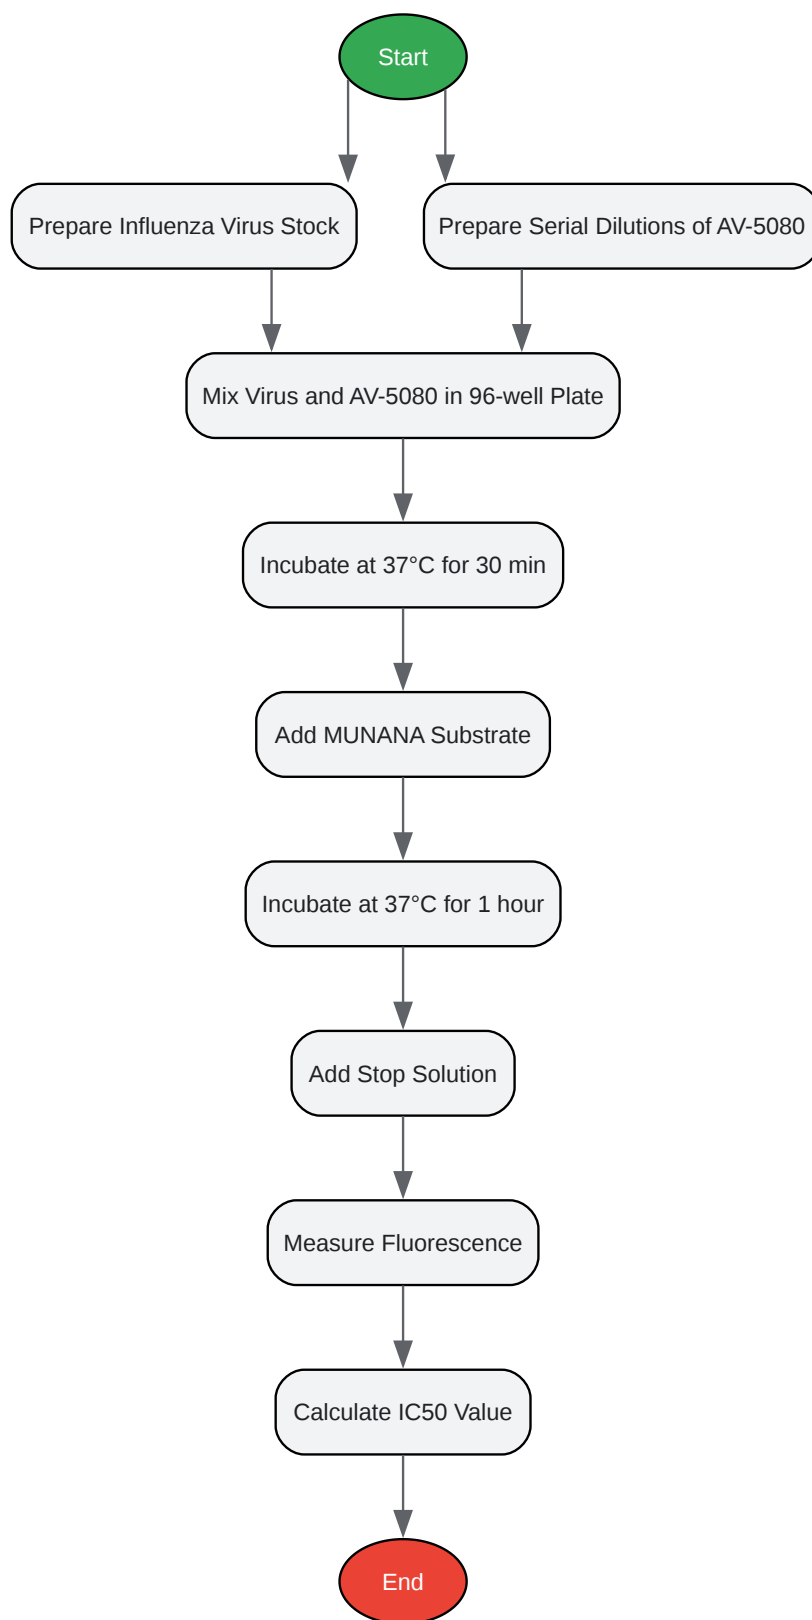 Start
Prepare Influenza Virus Stock
Prepare Serial Dilutions of AV-5080
Mix Virus and AV-5080 in 96-well Plate
Incubate at 37°C for 30 min
Add MUNANA Substrate
Incubate at 37°C for 1 hour
Add Stop Solution
Measure Fluorescence
Calculate IC50 Value
End